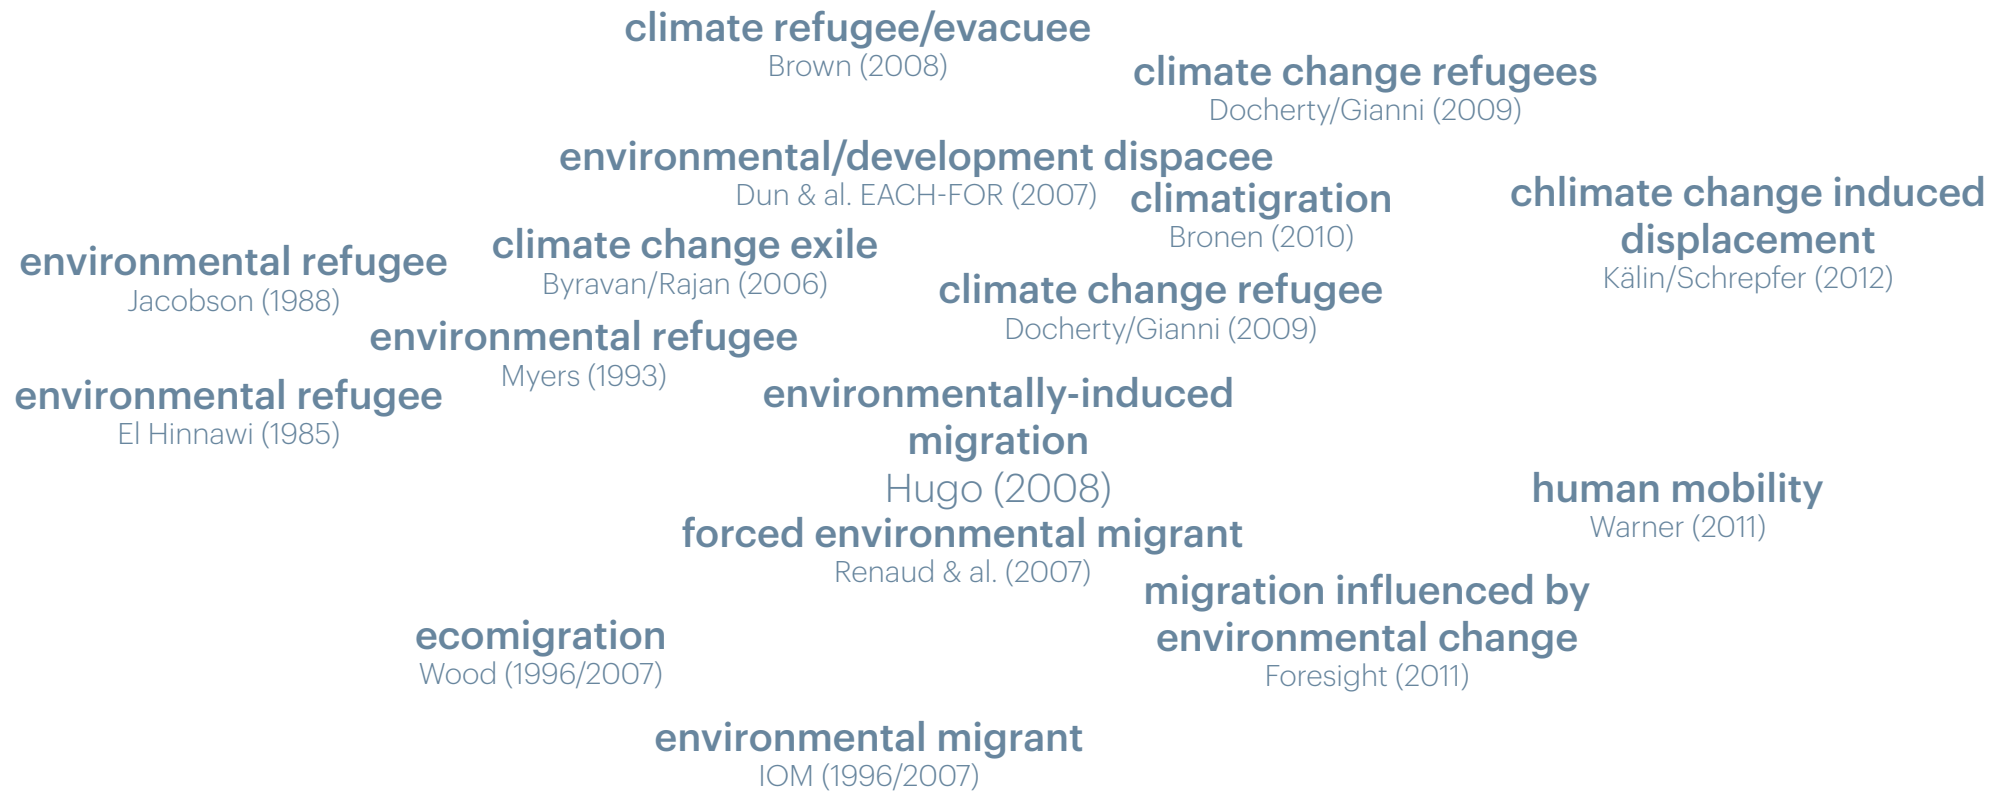 climate refugee/evacuee
Brown (2008)
climate change refugees
Docherty/Gianni (2009)
environmental/development dispacee
Dun & al. EACH-FOR (2007)
climatigration
Bronen (2010)
chlimate change induced
displacement
Kälin/Schrepfer (2012)
environmental refugee
Jacobson (1988)
climate change exile
Byravan/Rajan (2006)
climate change refugee
Docherty/Gianni (2009)
environmental refugee
Myers (1993)
environmental refugee
El Hinnawi (1985)
environmentally-induced
migration
Hugo (2008)
human mobility
Warner (2011)
forced environmental migrant
Renaud & al. (2007)
migration influenced by
environmental change
Foresight (2011)
ecomigration
Wood (1996/2007)
environmental migrant
IOM (1996/2007)